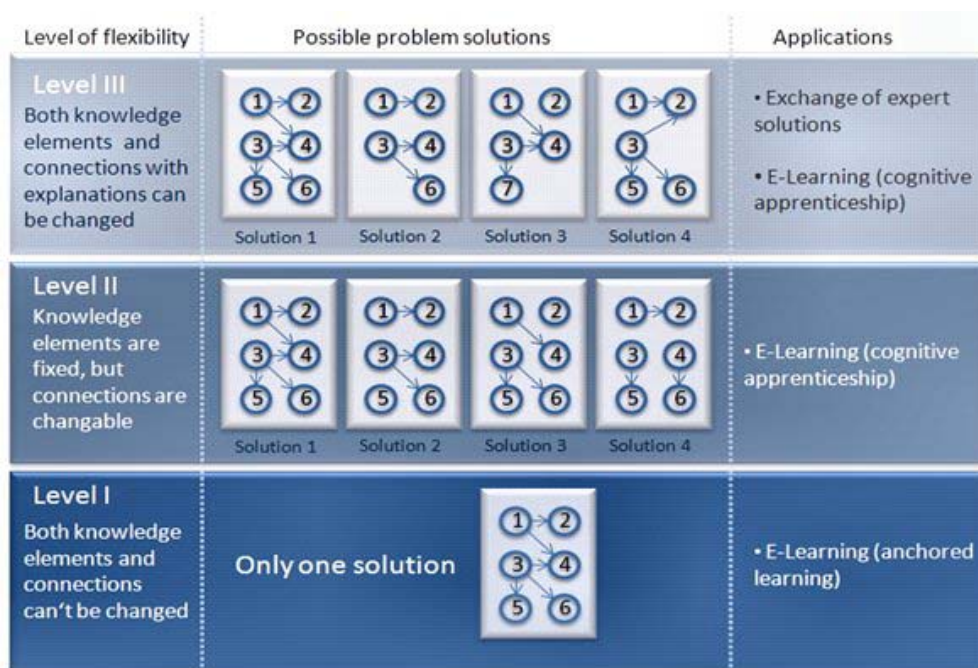 Level of flexibility
Possible problem solutions
Applications
Level III
Both knowledge
elements and
connections with
explanations can
be changed
1 2
3 4
5 6
Solution 1
1 2
3 4
6
Solution 2
1 2
3 4
7
Solution 3
1 2
3
5 6
Solution 4
• Exchange of expert
solutions
• E-Learning (cognitive
apprenticeship)
Level II
Knowledge
elements are
fixed, but
connections are
changable
1 2
3 4
5 6
Solution 1
1 2
3 4
5 6
Solution 2
1 2
3 4
5 6
Solution 3
1 2
3 4
5 6
Solution 4
• E-Learning (cognitive
apprenticeship)
Level I
Both knowledge
elements and
connections
can't be changed
Only one solution
1 2
3 4
5 6
• E-Learning (anchored
learning)